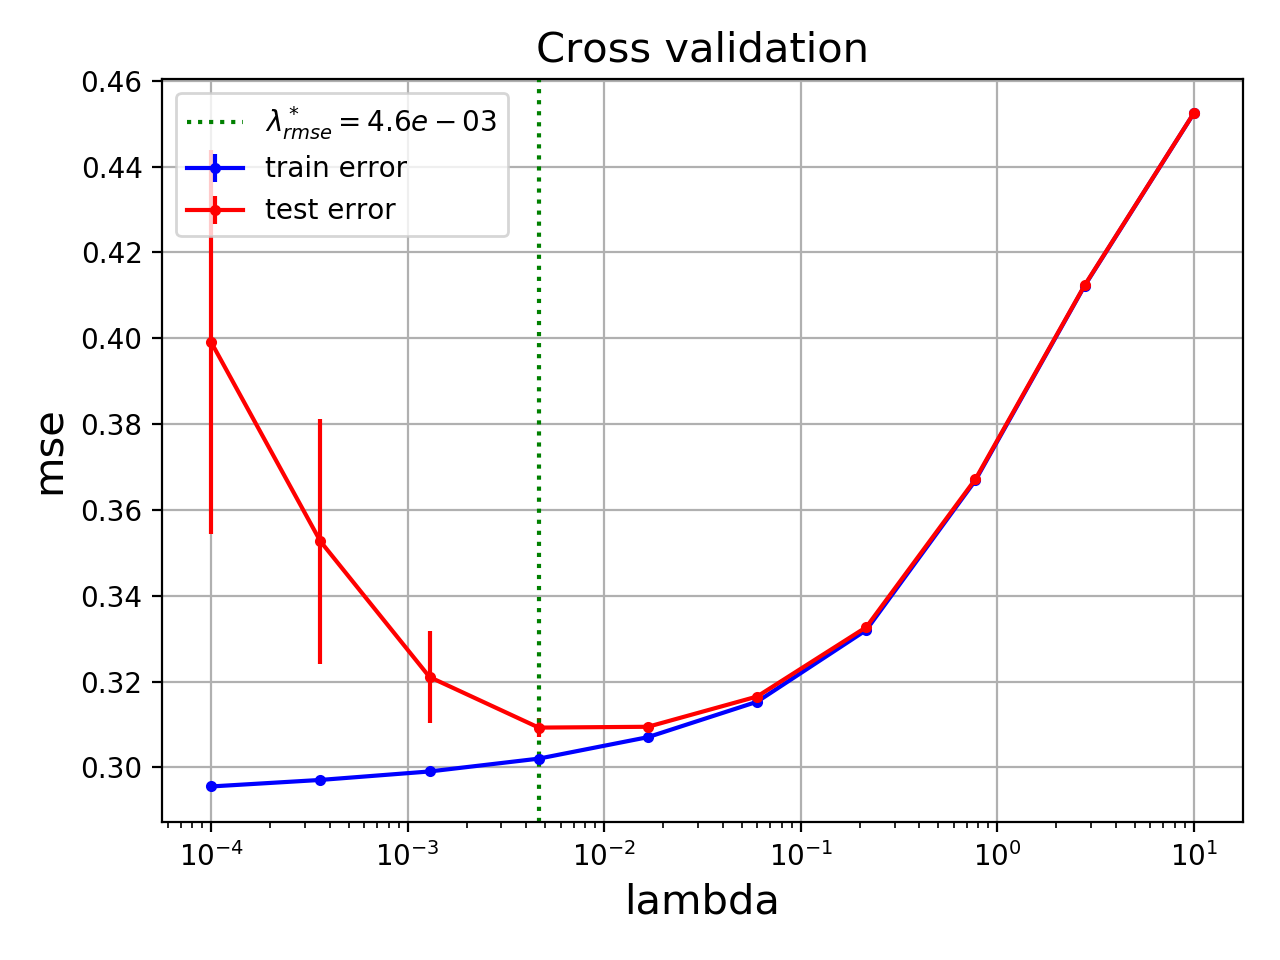 Cross validation
λ*rmse = 4.6e − 03
train error
test error
mse
0.46
0.44
0.42
0.40
0.38
0.36
0.34
0.32
0.30
10⁻⁴ 10⁻³ 10⁻² 10⁻¹ 10⁰ 10¹
lambda